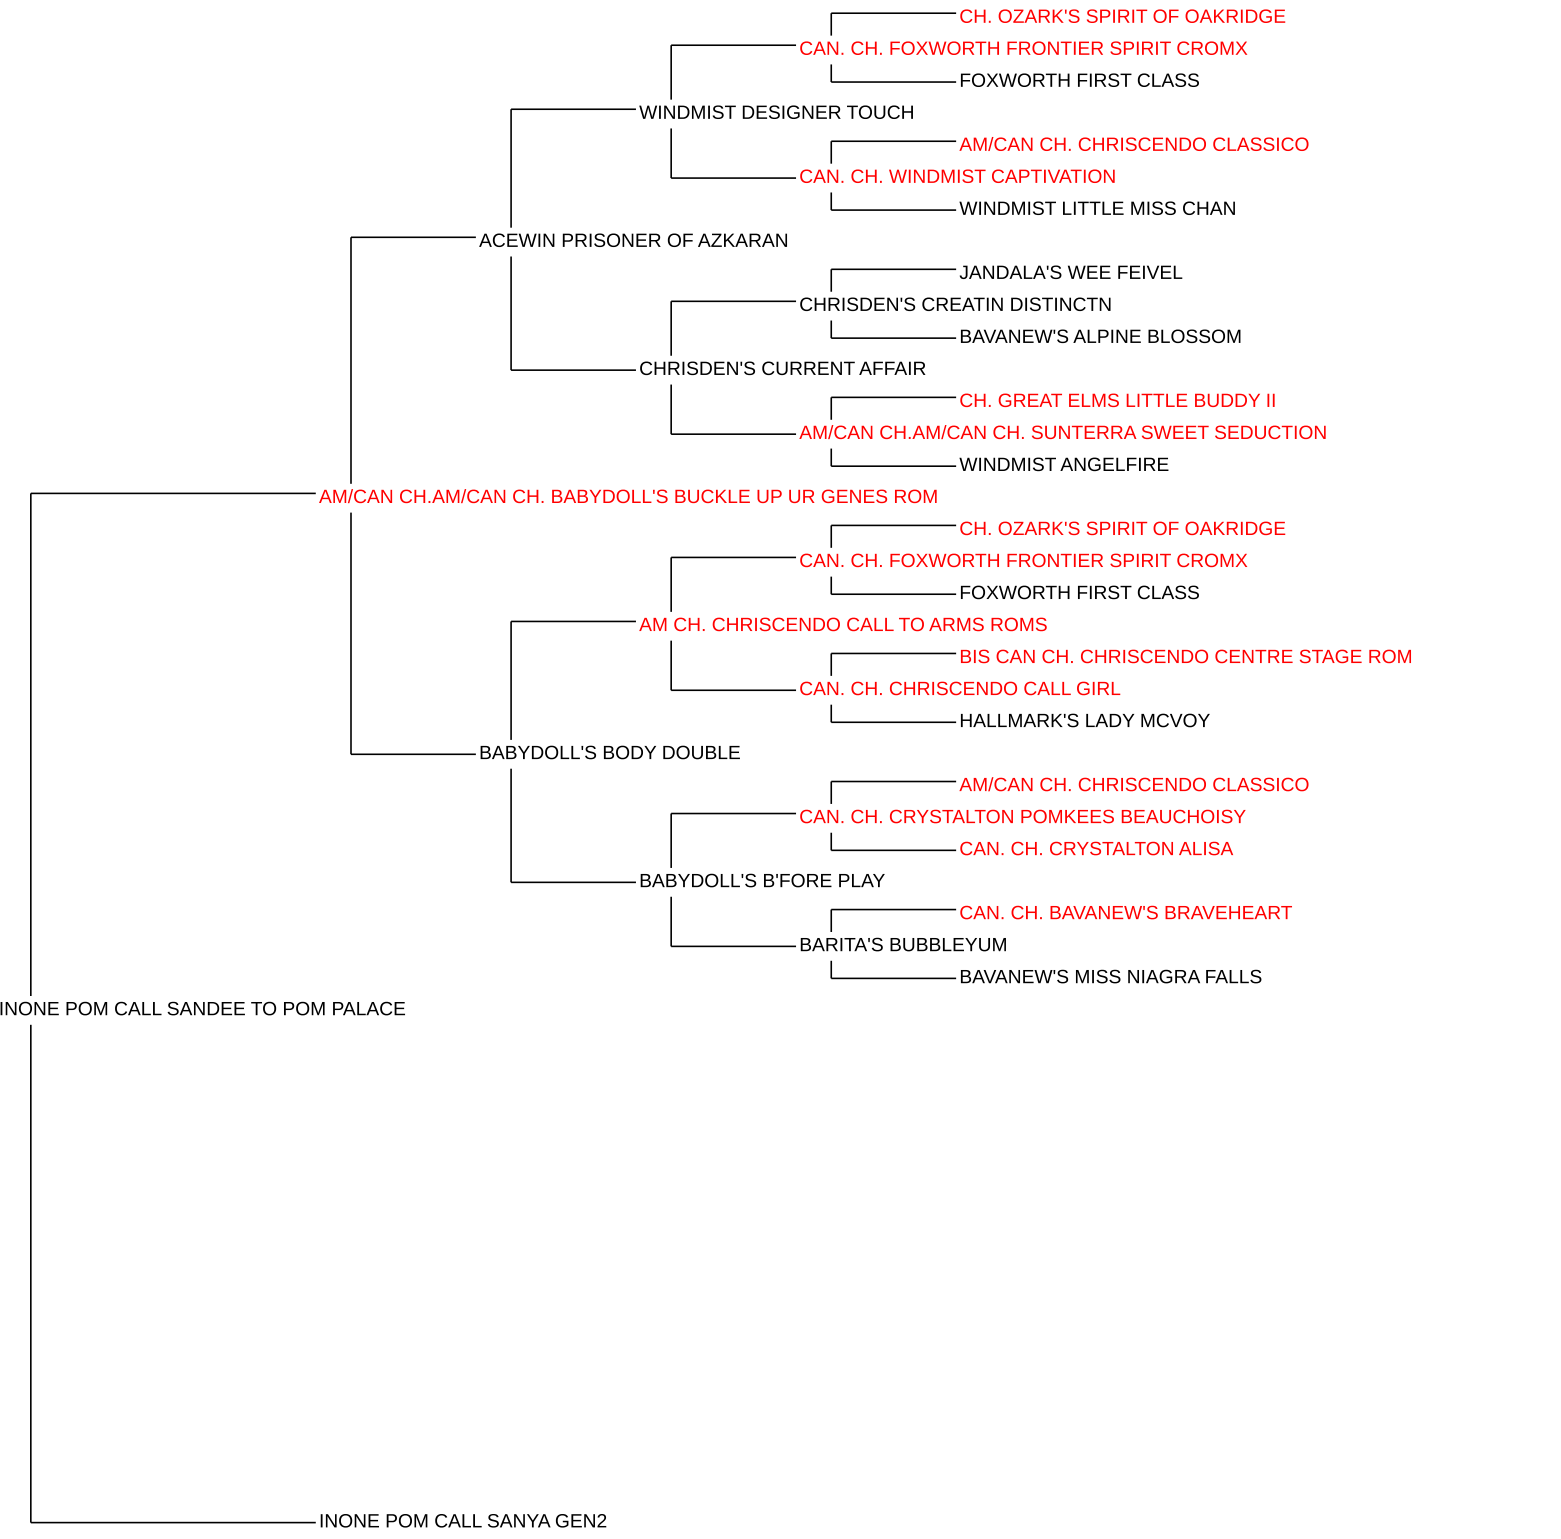 CH. OZARK'S SPIRIT OF OAKRIDGE
CAN. CH. FOXWORTH FRONTIER SPIRIT CROMX
FOXWORTH FIRST CLASS
WINDMIST DESIGNER TOUCH
AM/CAN CH. CHRISCENDO CLASSICO
CAN. CH. WINDMIST CAPTIVATION
WINDMIST LITTLE MISS CHAN
ACEWIN PRISONER OF AZKARAN
JANDALA'S WEE FEIVEL
CHRISDEN'S CREATIN DISTINCTN
BAVANEW'S ALPINE BLOSSOM
CHRISDEN'S CURRENT AFFAIR
CH. GREAT ELMS LITTLE BUDDY II
AM/CAN CH.AM/CAN CH. SUNTERRA SWEET SEDUCTION
WINDMIST ANGELFIRE
AM/CAN CH.AM/CAN CH. BABYDOLL'S BUCKLE UP UR GENES ROM
CH. OZARK'S SPIRIT OF OAKRIDGE
CAN. CH. FOXWORTH FRONTIER SPIRIT CROMX
FOXWORTH FIRST CLASS
AM CH. CHRISCENDO CALL TO ARMS ROMS
BIS CAN CH. CHRISCENDO CENTRE STAGE ROM
CAN. CH. CHRISCENDO CALL GIRL
HALLMARK'S LADY MCVOY
BABYDOLL'S BODY DOUBLE
AM/CAN CH. CHRISCENDO CLASSICO
CAN. CH. CRYSTALTON POMKEES BEAUCHOISY
CAN. CH. CRYSTALTON ALISA
BABYDOLL'S B'FORE PLAY
CAN. CH. BAVANEW'S BRAVEHEART
BARITA'S BUBBLEYUM
BAVANEW'S MISS NIAGRA FALLS
INONE POM CALL SANDEE TO POM PALACE
INONE POM CALL SANYA GEN2